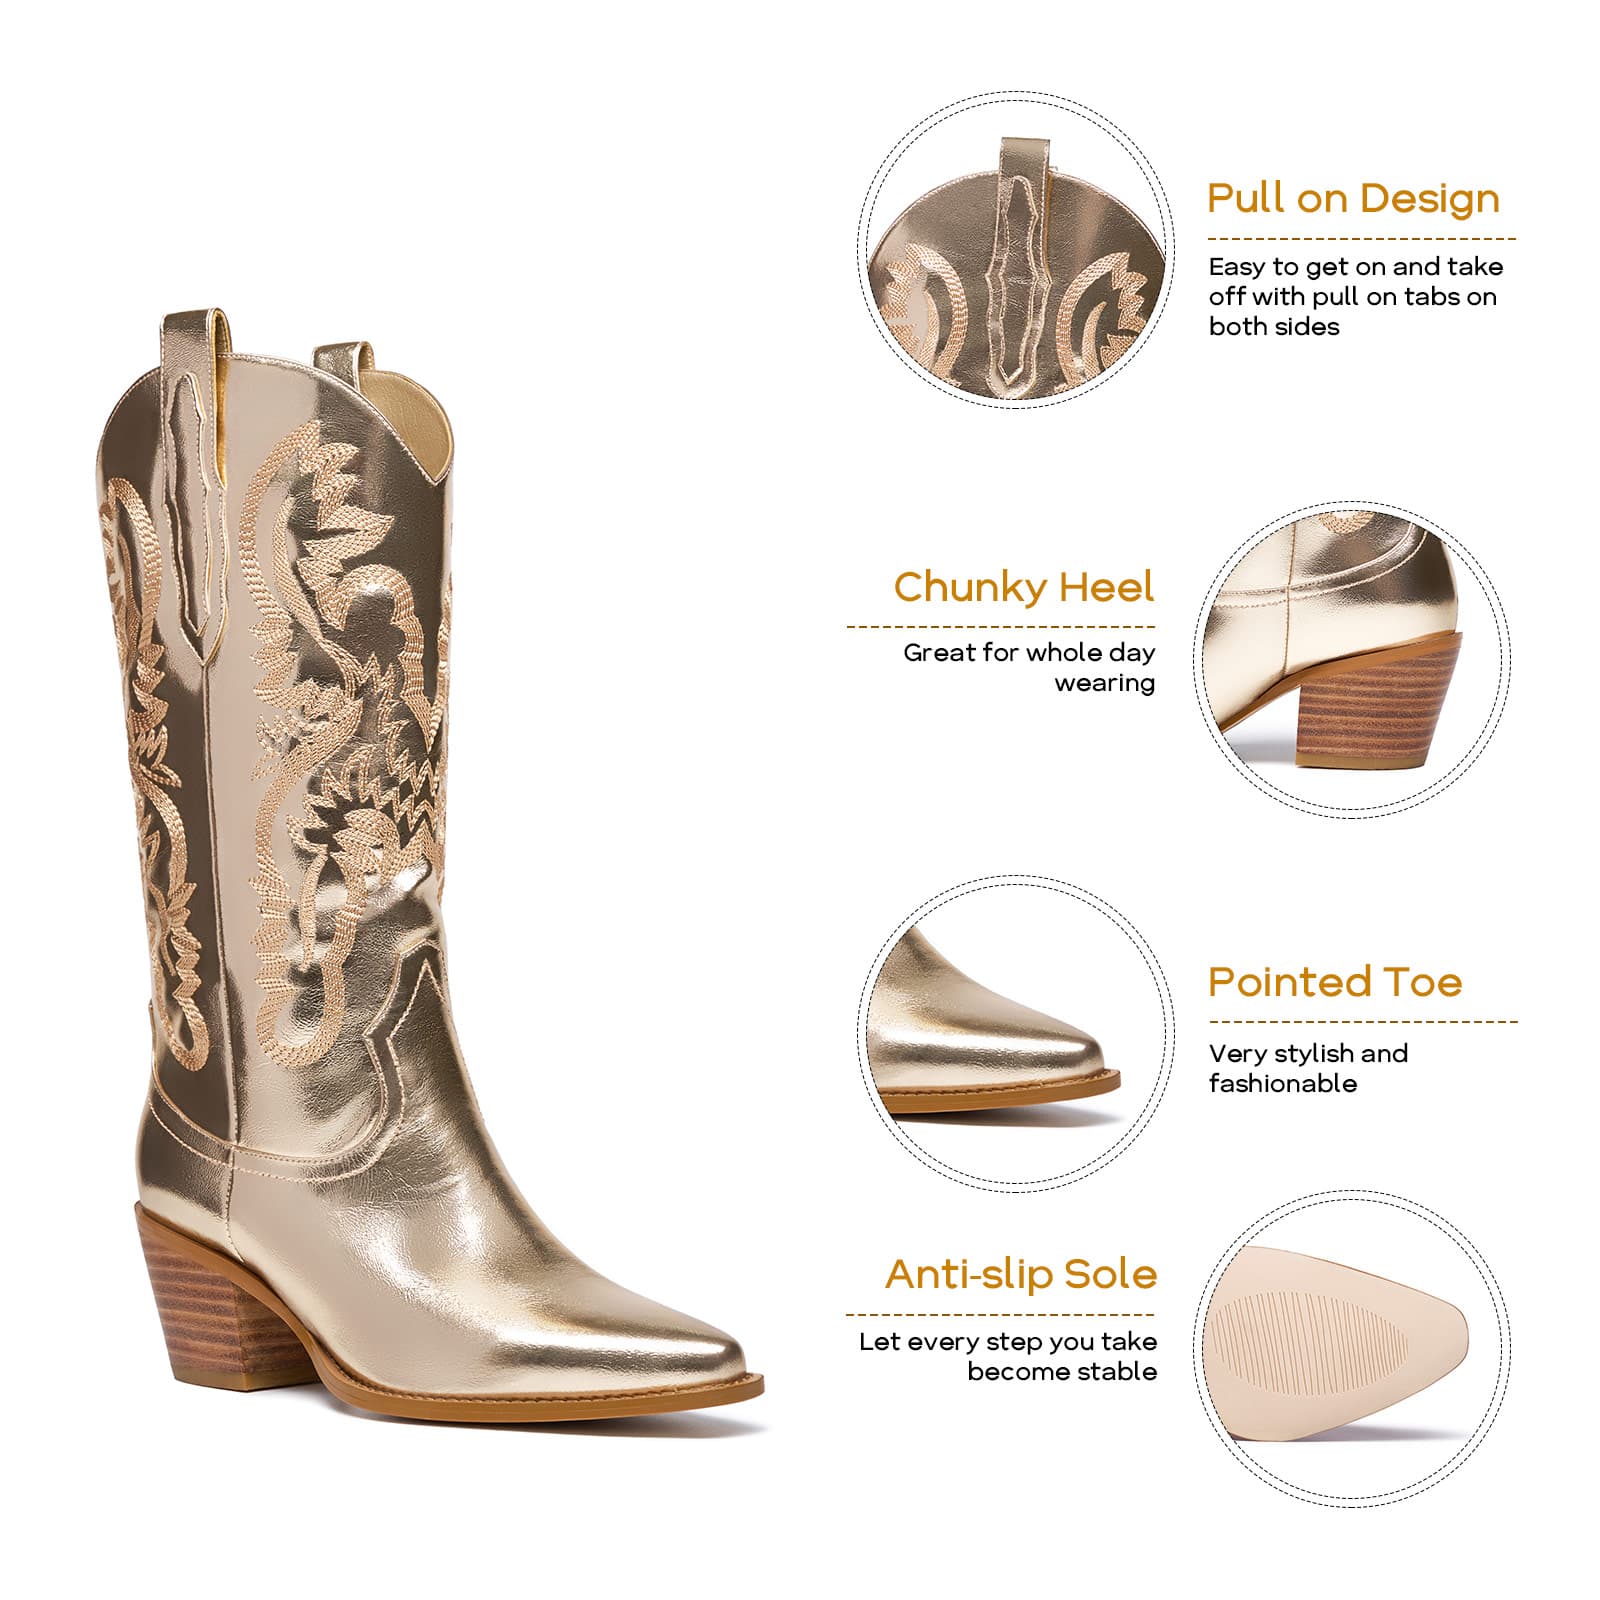 Pull on Design
Easy to get on and take
off with pull on tabs on
both sides
Chunky Heel
Great for whole day
wearing
Pointed Toe
Very stylish and
fashionable
Anti-slip Sole
Let every step you take
become stable